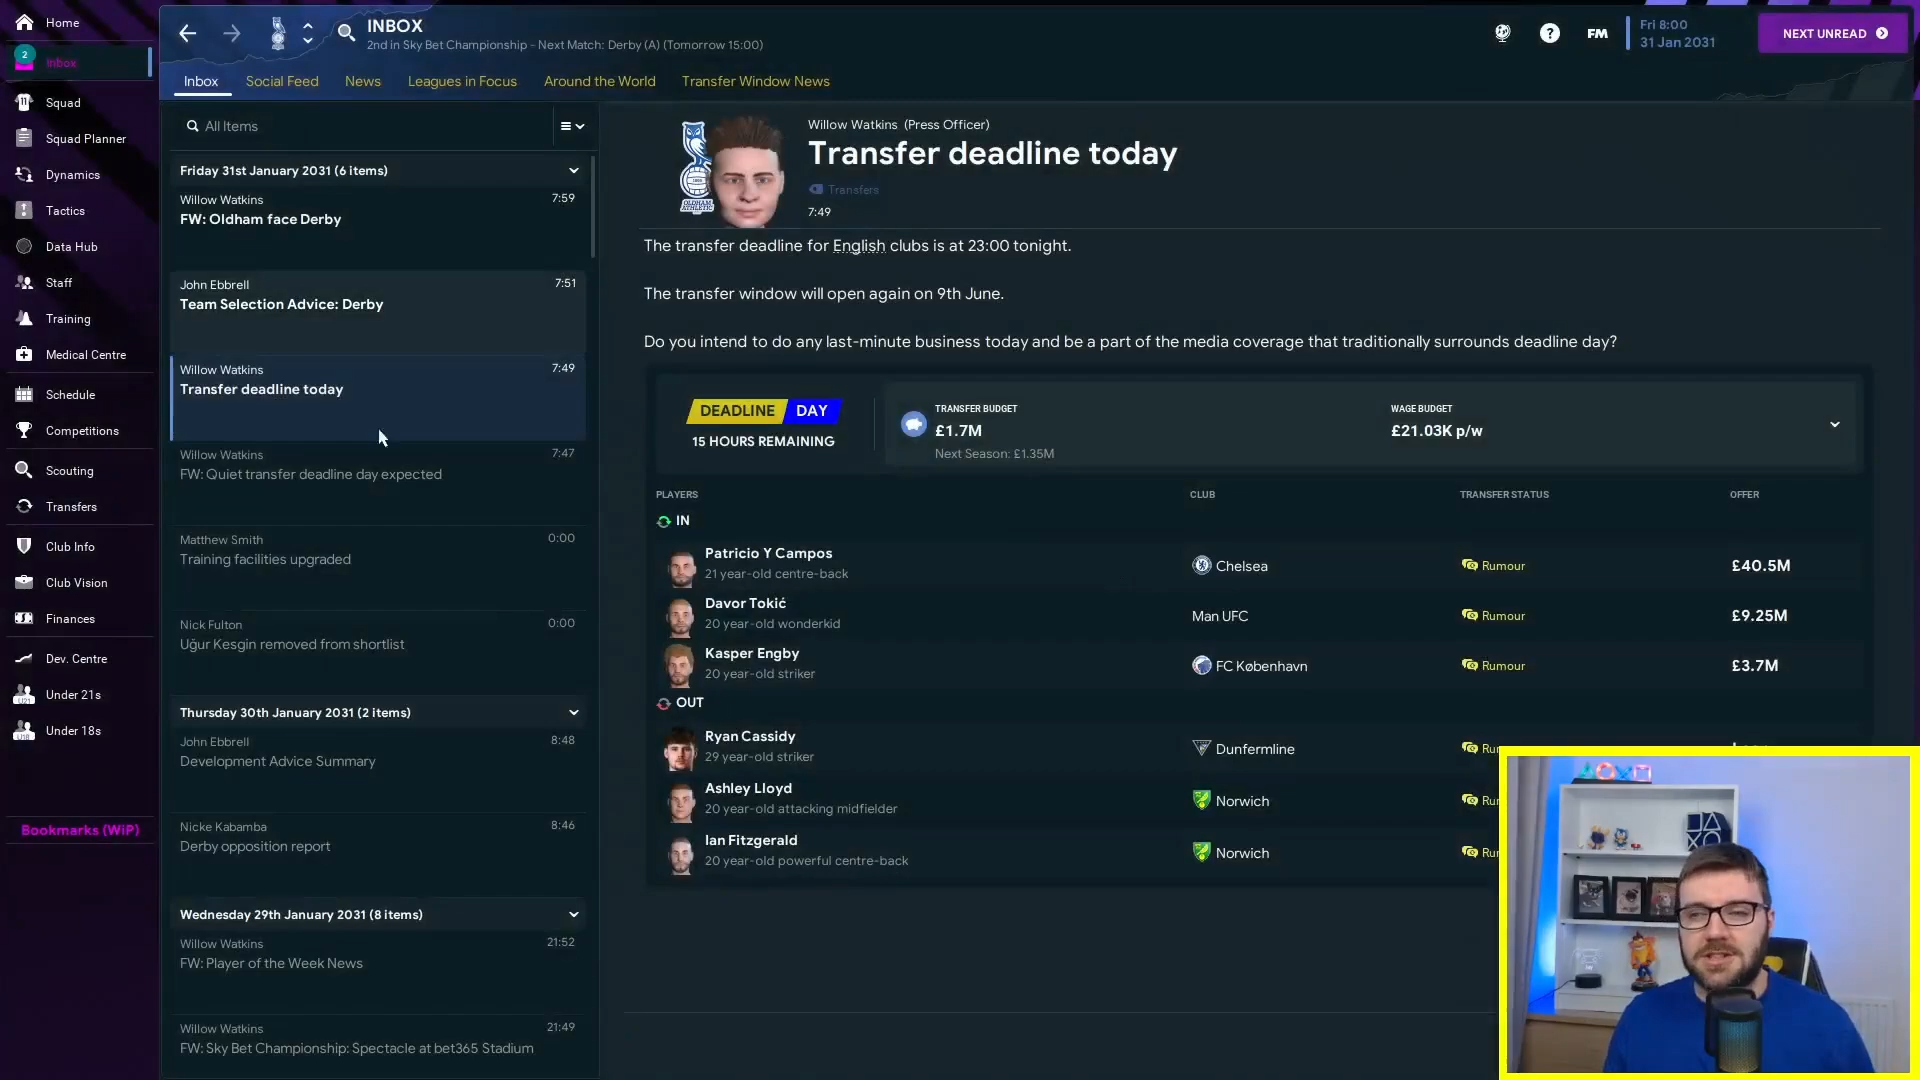 Home
2
Inbox
Squad
Squad Planner
Dynamics
Tactics
Data Hub
Staff
Training
Medical Centre
Schedule
Competitions
Scouting
Transfers
Club Info
Club Vision
Finances
Dev. Centre
Under 21s
Under 18s
Bookmarks (WiP)
INBOX
2nd in Sky Bet Championship - Next Match: Derby (A) (Tomorrow 15:00)
?
FM
Fri 8:00
31 Jan 2031
NEXT UNREAD
Inbox
Social Feed
News
Leagues in Focus
Around the World
Transfer Window News
All Items
Friday 31st January 2031 (6 items)
Willow Watkins 7:59
FW: Oldham face Derby
John Ebbrell 7:51
Team Selection Advice: Derby
Willow Watkins 7:49
Transfer deadline today
Willow Watkins 7:47
FW: Quiet transfer deadline day expected
Matthew Smith 0:00
Training facilities upgraded
Nick Fulton 0:00
Uğur Kesgin removed from shortlist
Thursday 30th January 2031 (2 items)
John Ebbrell 8:48
Development Advice Summary
Nicke Kabamba 8:46
Derby opposition report
Wednesday 29th January 2031 (8 items)
Willow Watkins 21:52
FW: Player of the Week News
Willow Watkins 21:49
FW: Sky Bet Championship: Spectacle at bet365 Stadium
OLDHAM
ATHLETIC
Willow Watkins (Press Officer)
Transfer deadline today
Transfers
7:49
The transfer deadline for English clubs is at 23:00 tonight.
The transfer window will open again on 9th June.
Do you intend to do any last-minute business today and be a part of the media coverage that traditionally surrounds deadline day?
DEADLINE DAY
15 HOURS REMAINING
TRANSFER BUDGET
£1.7M
Next Season: £1.35M
WAGE BUDGET
£21.03K p/w
PLAYERS CLUB TRANSFER STATUS OFFER
IN
Patricio Y Campos
21 year-old centre-back
Chelsea Rumour £40.5M
Davor Tokić
20 year-old wonderkid
Man UFC Rumour £9.25M
Kasper Engby
20 year-old striker
FC København Rumour £3.7M
OUT
Ryan Cassidy
29 year-old striker
Dunfermline Ru
Ashley Lloyd
20 year-old attacking midfielder
Norwich Rur
Ian Fitzgerald
20 year-old powerful centre-back
Norwich Rur